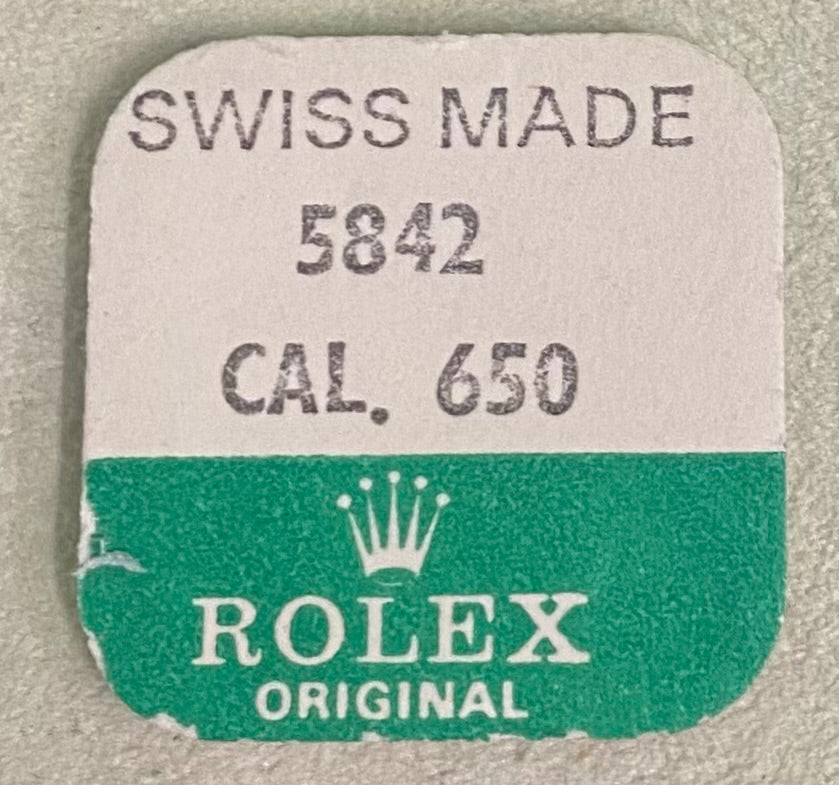 SWISS MADE
5842
CAL. 650
ROLEX
ORIGINAL